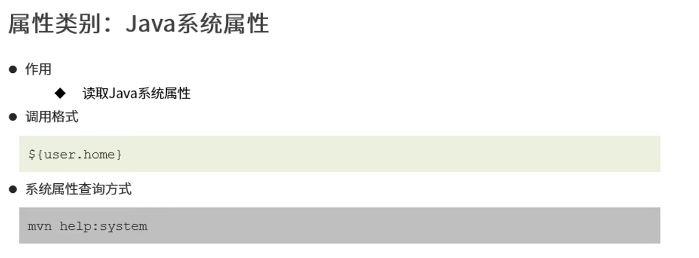 属性类别：Java系统属性
● 作用
◆ 读取Java系统属性
● 调用格式
${user.home}
● 系统属性查询方式
mvn help:system